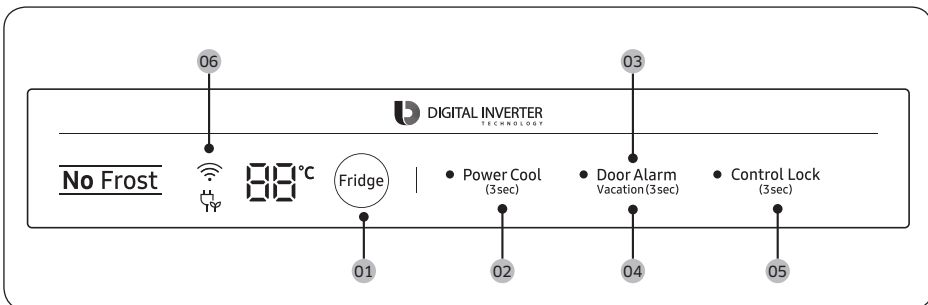 06
03
DIGITAL INVERTER
TECHNOLOGY
No Frost
88°C
Fridge
Power Cool
(3sec)
Door Alarm
Vacation(3sec)
Control Lock
(3sec)
01
02
04
05